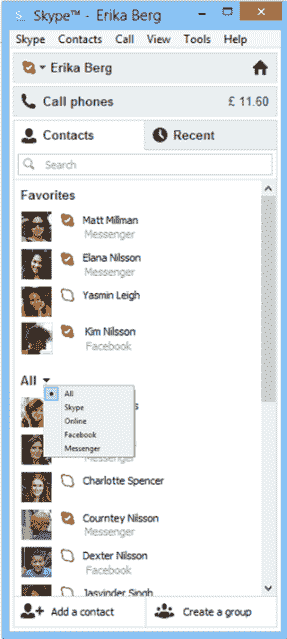 Skype™ - Erika Berg
Skype Contacts Call View Tools Help
Erika Berg
Call phones £ 11.60
Contacts Recent
Search
Favorites
Matt Millman
Messenger
Elana Nilsson
Messenger
Yasmin Leigh
Kim Nilsson
Facebook
All
All
Skype
Online
Facebook
Messenger
Charlotte Spencer
Courntey Nilsson
Messenger
Dexter Nilsson
Facebook
Jasvinder Singh
Add a contact Create a group